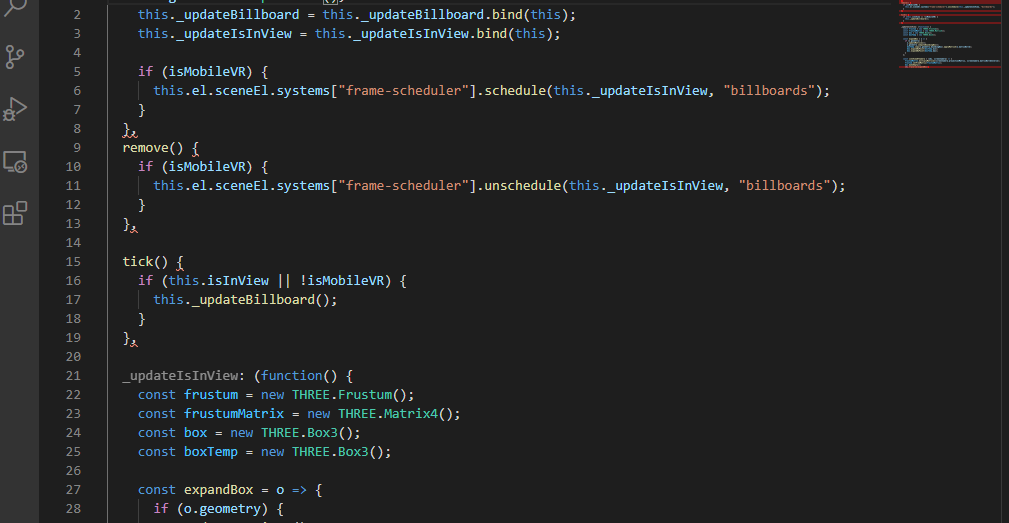 2 this._updateBillboard = this._updateBillboard.bind(this);
3 this._updateIsInView = this._updateIsInView.bind(this);
4
5 if (isMobileVR) {
6 this.el.sceneEl.systems["frame-scheduler"].schedule(this._updateIsInView, "billboards");
7 }
8 },
9 remove() {
10 if (isMobileVR) {
11 this.el.sceneEl.systems["frame-scheduler"].unschedule(this._updateIsInView, "billboards");
12 }
13 },
14
15 tick() {
16 if (this.isInView || !isMobileVR) {
17 this._updateBillboard();
18 }
19 },
20
21 _updateIsInView: (function() {
22 const frustum = new THREE.Frustum();
23 const frustumMatrix = new THREE.Matrix4();
24 const box = new THREE.Box3();
25 const boxTemp = new THREE.Box3();
26
27 const expandBox = o => {
28 if (o.geometry) {